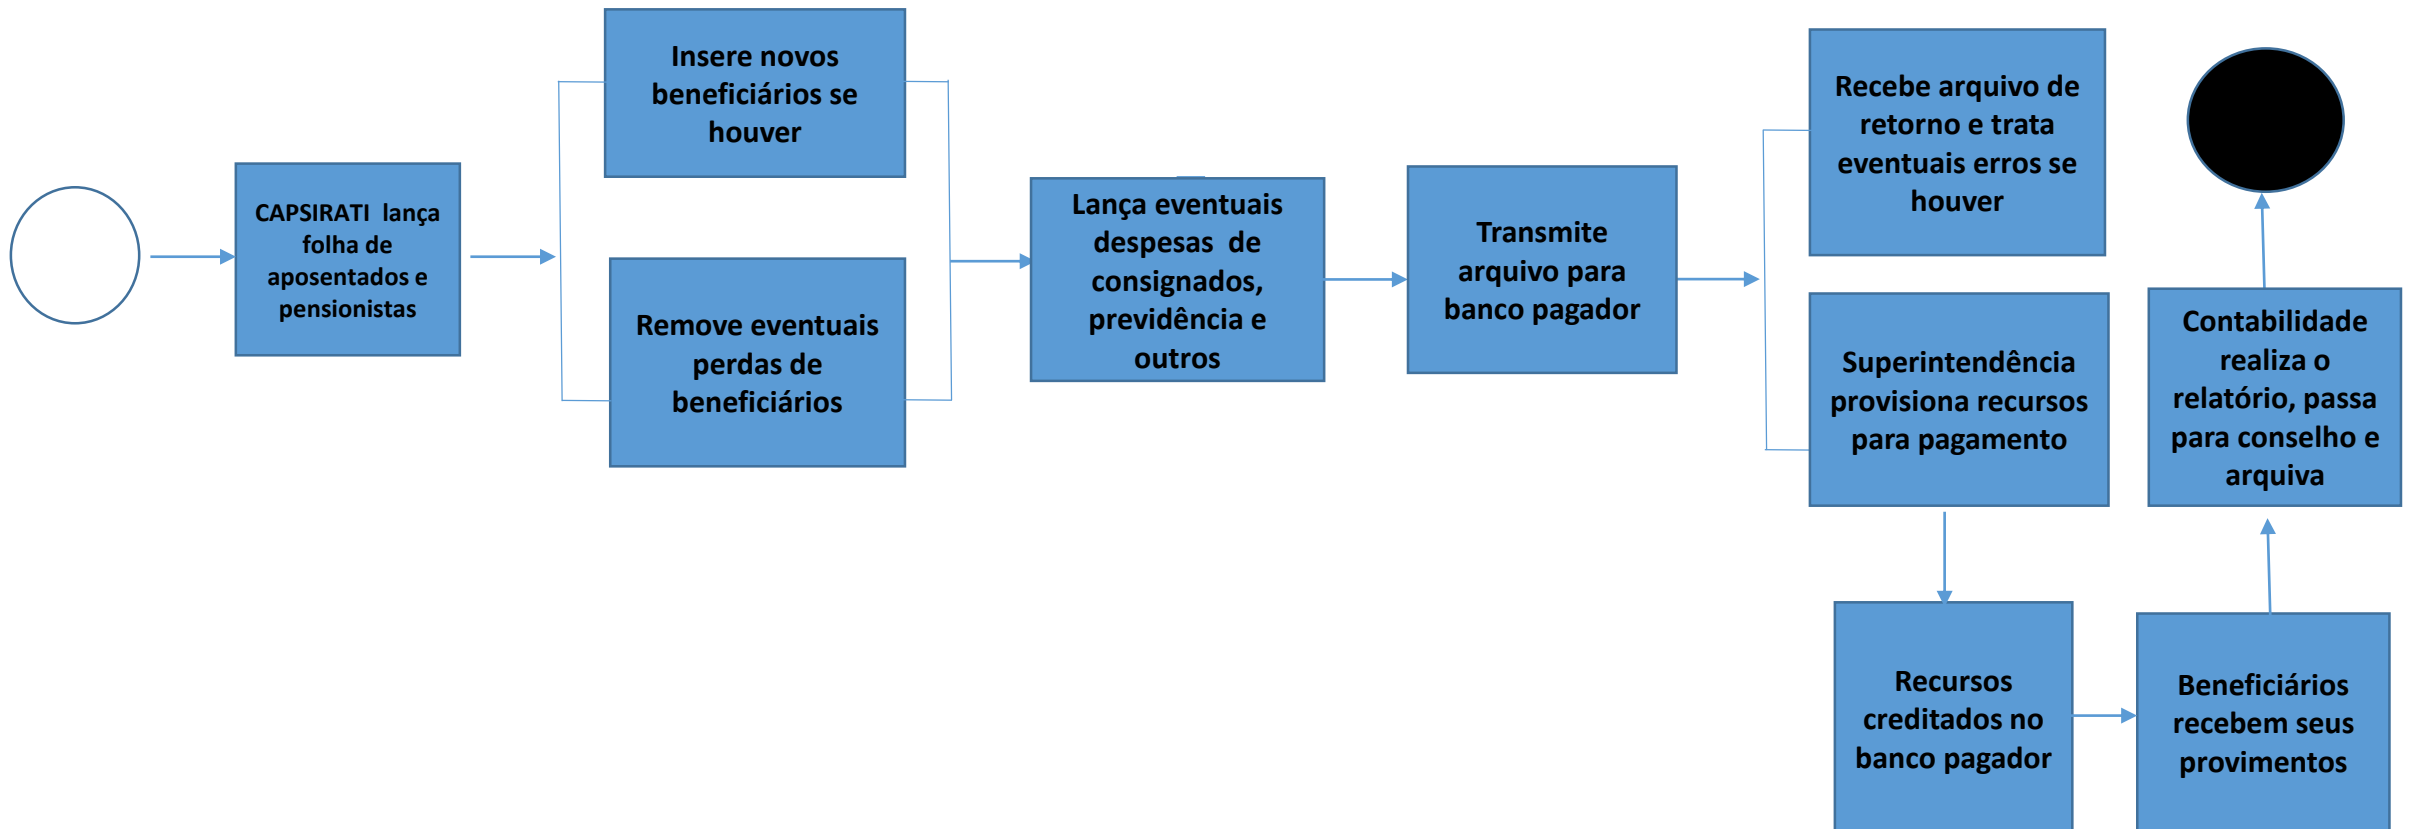 CAPSIRATI  lança
folha de
aposentados e
pensionistas
Insere novos
beneficiários se
houver
Remove eventuais
perdas de
beneficiários
Lança eventuais
despesas  de
consignados,
previdência e
outros
Transmite
arquivo para
banco pagador
Recebe arquivo de
retorno e trata
eventuais erros se
houver
Superintendência
provisiona recursos
para pagamento
Recursos
creditados no
banco pagador
Beneficiários
recebem seus
provimentos
Contabilidade
realiza o
relatório, passa
para conselho e
arquiva